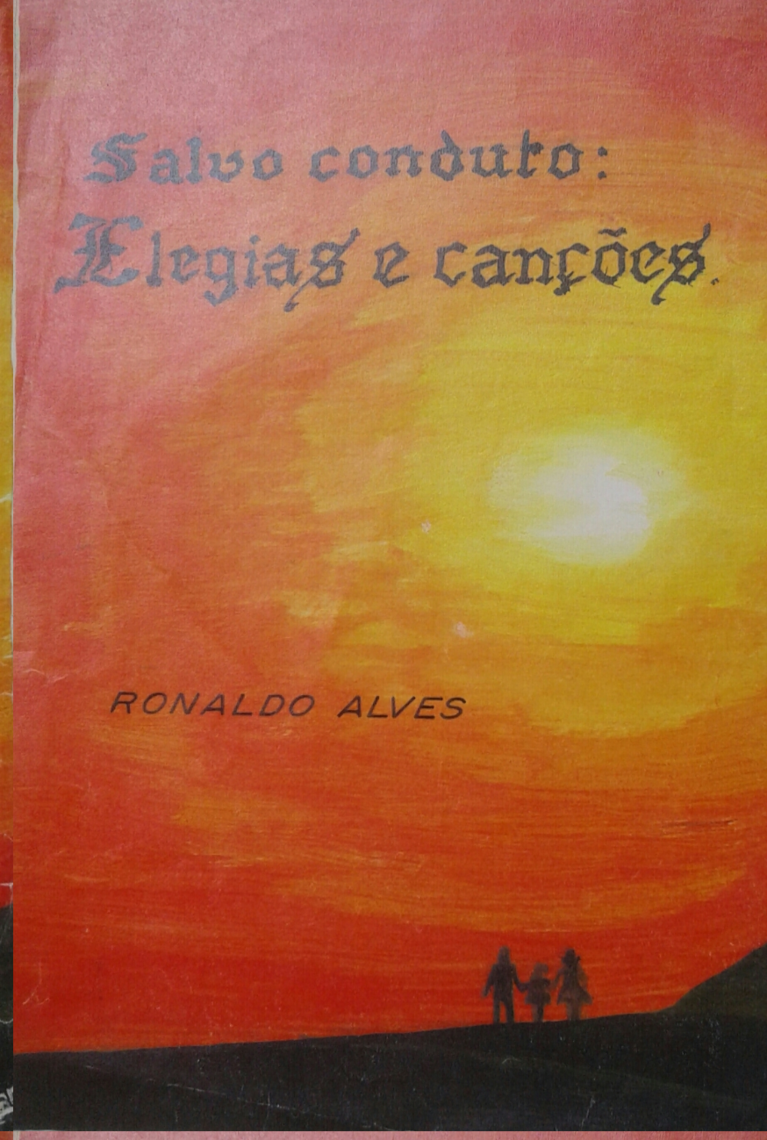 Salvo conduto:
Elegias e canções.
RONALDO ALVES